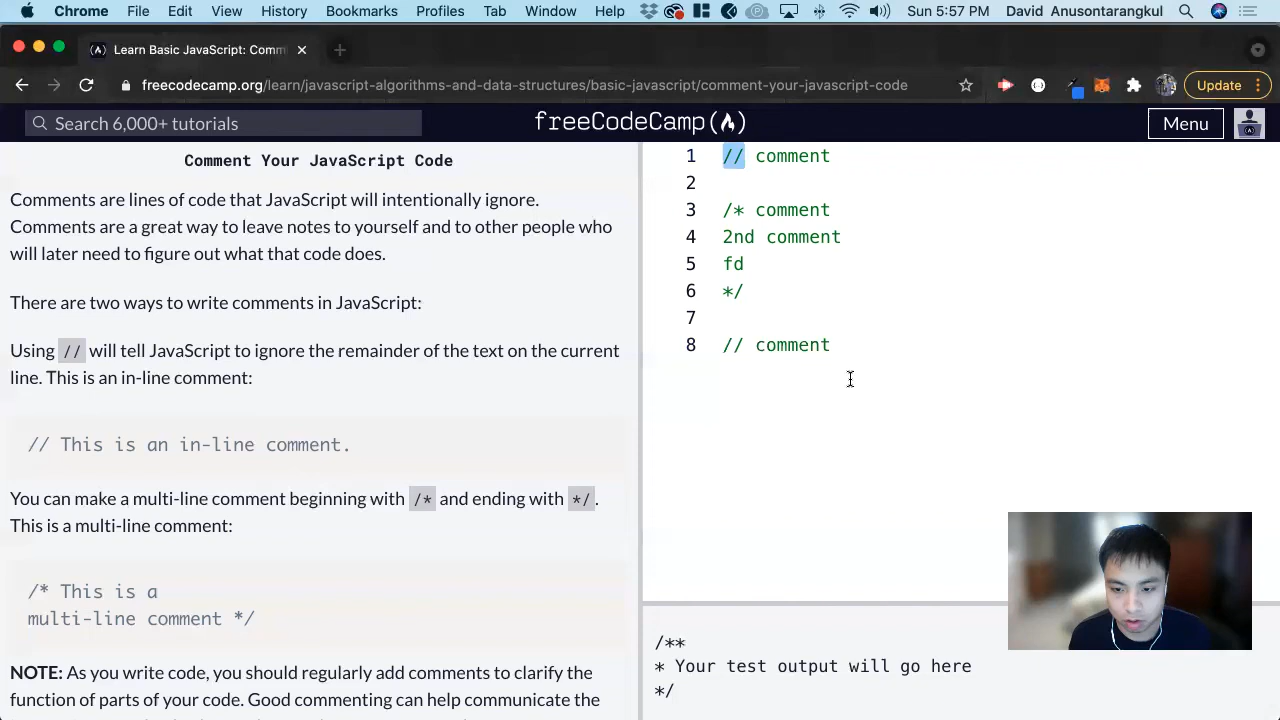 Chrome File Edit View History Bookmarks Profiles Tab Window Help Sun 5:57 PM David Anusontarangkul
Learn Basic JavaScript: Comm
freecodecamp.org/learn/javascript-algorithms-and-data-structures/basic-javascript/comment-your-javascript-code Update
Search 6,000+ tutorials freeCodeCamp Menu
Comment Your JavaScript Code
Comments are lines of code that JavaScript will intentionally ignore.
Comments are a great way to leave notes to yourself and to other people who
will later need to figure out what that code does.
There are two ways to write comments in JavaScript:
Using // will tell JavaScript to ignore the remainder of the text on the current
line. This is an in-line comment:
// This is an in-line comment.
You can make a multi-line comment beginning with /* and ending with */.
This is a multi-line comment:
/* This is a
multi-line comment */
NOTE: As you write code, you should regularly add comments to clarify the
function of parts of your code. Good commenting can help communicate the
1 // comment
2
3 /* comment
4 2nd comment
5 fd
6 */
7
8 // comment
/**
* Your test output will go here
*/